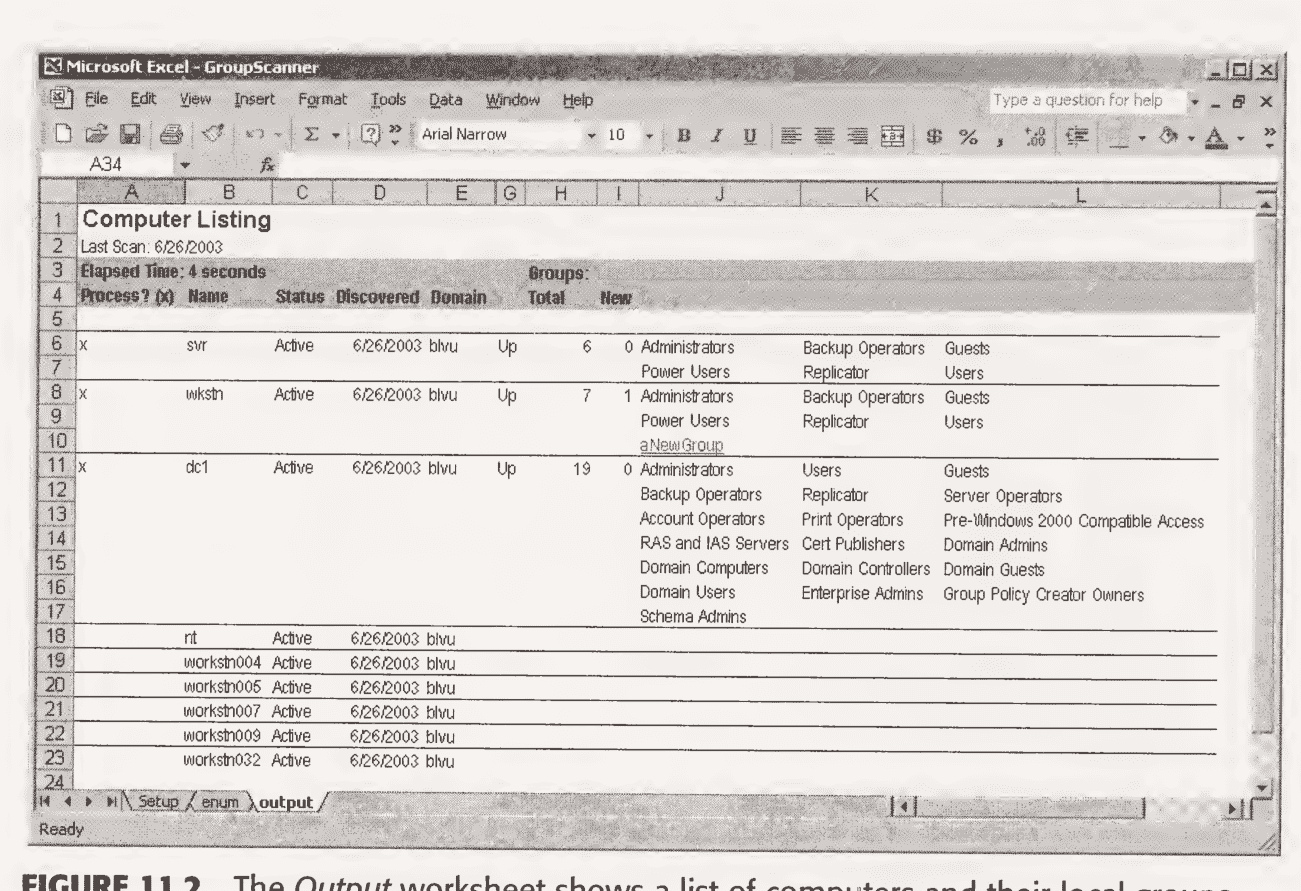 Microsoft Excel - GroupScanner
File Edit View Insert Format Tools Data Window Help Type a question for help
Arial Narrow 10 B I U $ % ,
A34 fx
A B C D E G H I J K L
1 Computer Listing
2 Last Scan: 6/26/2003
3 Elapsed Time: 4 seconds Groups:
4 Process? (x) Name Status Discovered Domain Total New
5
6 x svr Active 6/26/2003 blvu Up 6 0 Administrators Backup Operators Guests
7 Power Users Replicator Users
8 x wkstn Active 6/26/2003 blvu Up 7 1 Administrators Backup Operators Guests
9 Power Users Replicator Users
10 aNewGroup
11 x dc1 Active 6/26/2003 blvu Up 19 0 Administrators Users Guests
12 Backup Operators Replicator Server Operators
13 Account Operators Print Operators Pre-Windows 2000 Compatible Access
14 RAS and IAS Servers Cert Publishers Domain Admins
15 Domain Computers Domain Controllers Domain Guests
16 Domain Users Enterprise Admins Group Policy Creator Owners
17 Schema Admins
18 nt Active 6/26/2003 blvu
19 workstn004 Active 6/26/2003 blvu
20 workstn005 Active 6/26/2003 blvu
21 workstn007 Active 6/26/2003 blvu
22 workstn009 Active 6/26/2003 blvu
23 workstn032 Active 6/26/2003 blvu
24
Setup enum output
Ready
FIGURE 11.2 The Output worksheet shows a list of computers and their local groups